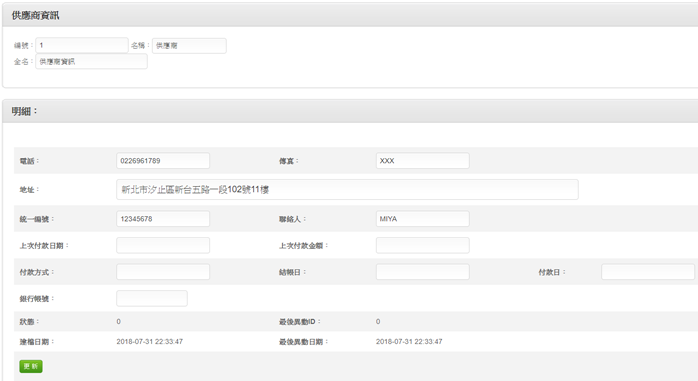 供應商資訊
編號： 1 名稱： 供應商
全名： 供應商資訊
明細：
電話： 0226961789 傳真： XXX
地址： 新北市汐止區新台五路一段102號11樓
統一編號： 12345678 聯絡人： MIYA
上次付款日期： 上次付款金額：
付款方式： 結帳日： 付款日：
銀行帳號：
狀態： 0 最後異動ID： 0
建檔日期： 2018-07-31 22:33:47 最後異動日期： 2018-07-31 22:33:47
更新